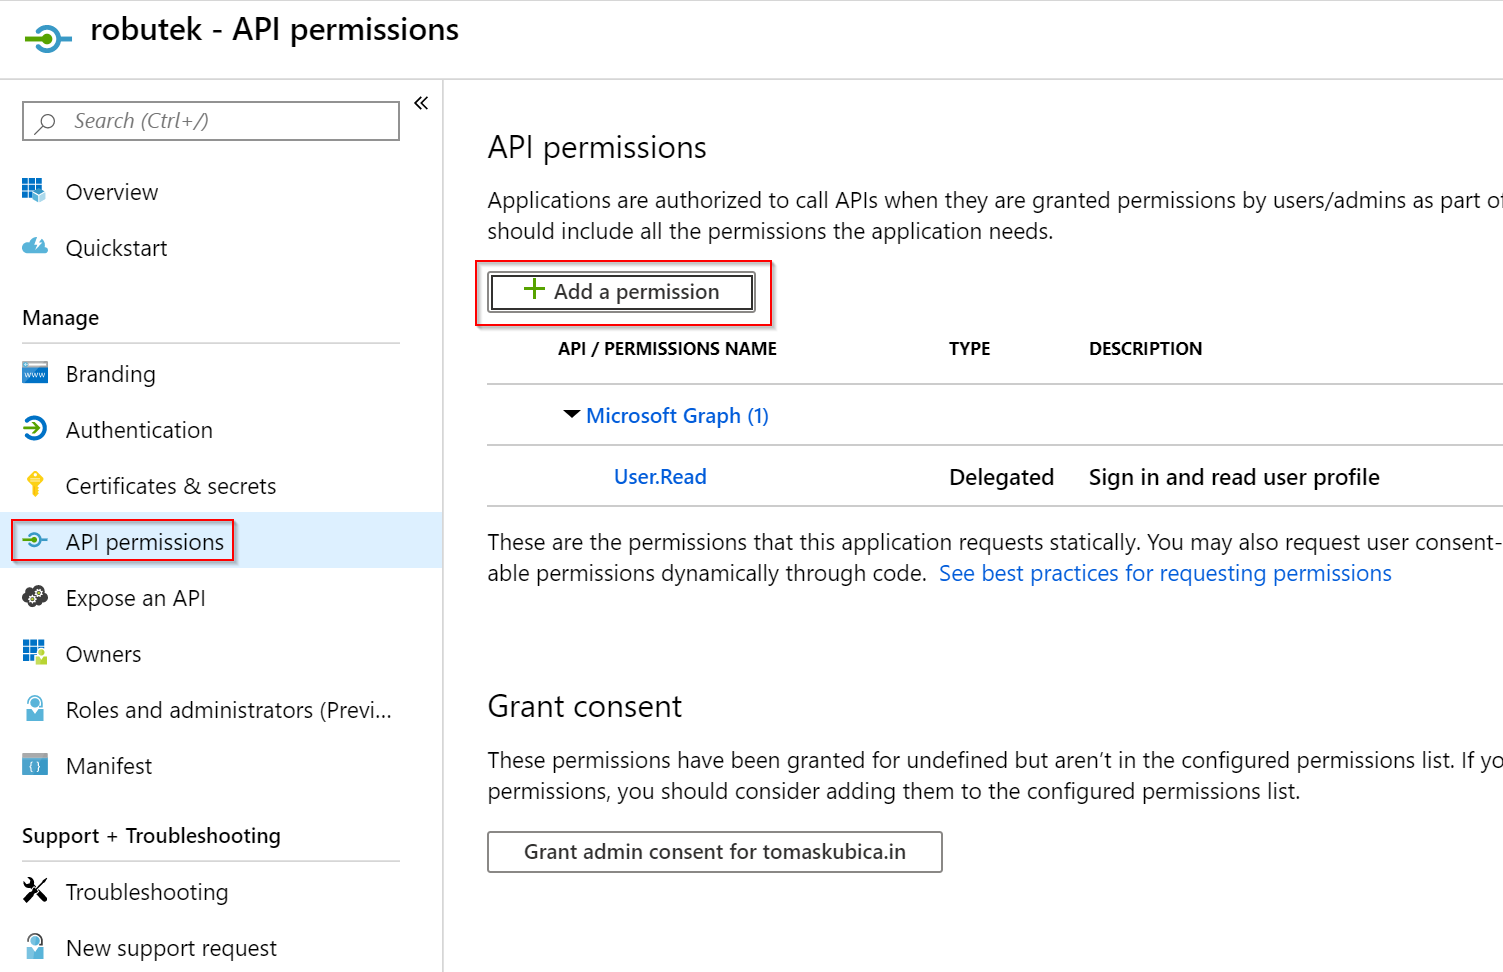 robutek - API permissions
Search (Ctrl+/)
«
Overview
Quickstart
Manage
www
Branding
Authentication
Certificates & secrets
API permissions
Expose an API
Owners
Roles and administrators (Previ...
Manifest
Support + Troubleshooting
Troubleshooting
New support request
API permissions
Applications are authorized to call APIs when they are granted permissions by users/admins as part of
should include all the permissions the application needs.
+ Add a permission
API / PERMISSIONS NAME TYPE DESCRIPTION
Microsoft Graph (1)
User.Read Delegated Sign in and read user profile
These are the permissions that this application requests statically. You may also request user consent-
able permissions dynamically through code. See best practices for requesting permissions
Grant consent
These permissions have been granted for undefined but aren't in the configured permissions list. If yo
permissions, you should consider adding them to the configured permissions list.
Grant admin consent for tomaskubica.in